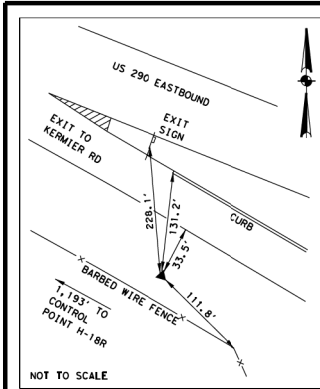 US 290 EASTBOUND
EXIT
SIGN
EXIT TO
KERMIER RD
CURB
228.1'
131.2'
33.5'
BARBED WIRE FENCE
111.8'
1,193' TO
CONTROL
POINT H-18R
NOT TO SCALE